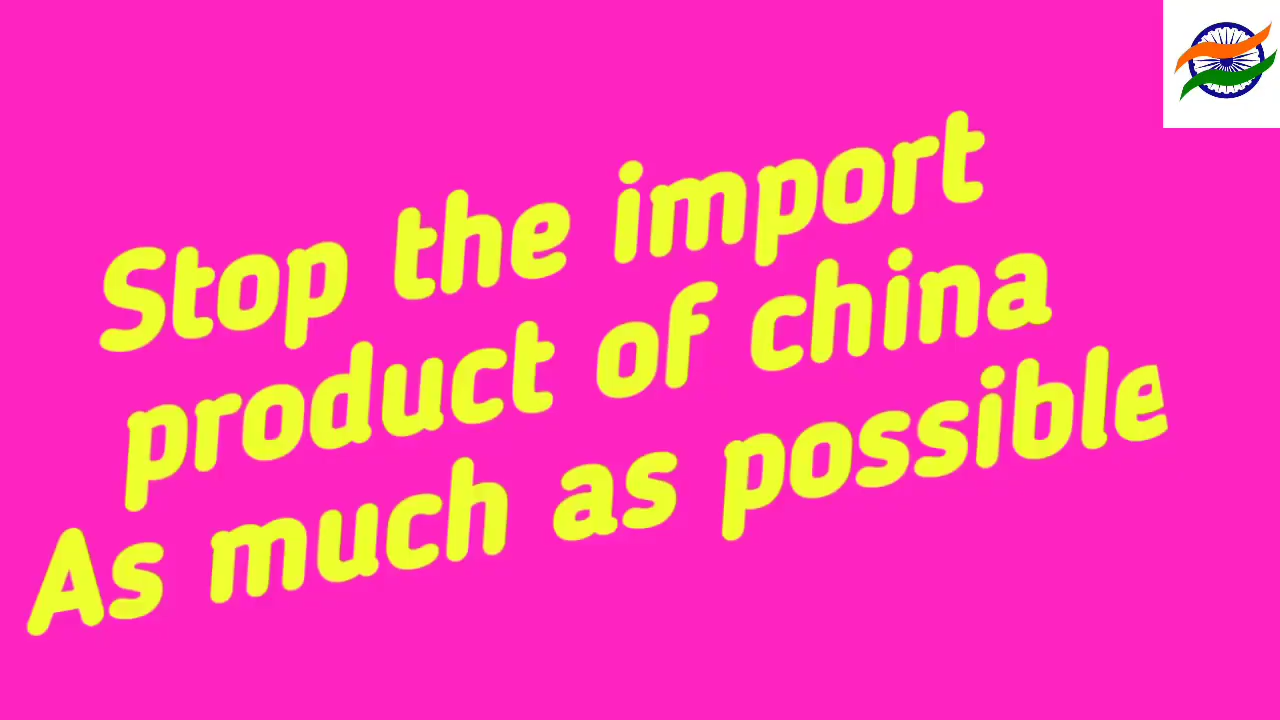 Stop the import
product of china
As much as possible